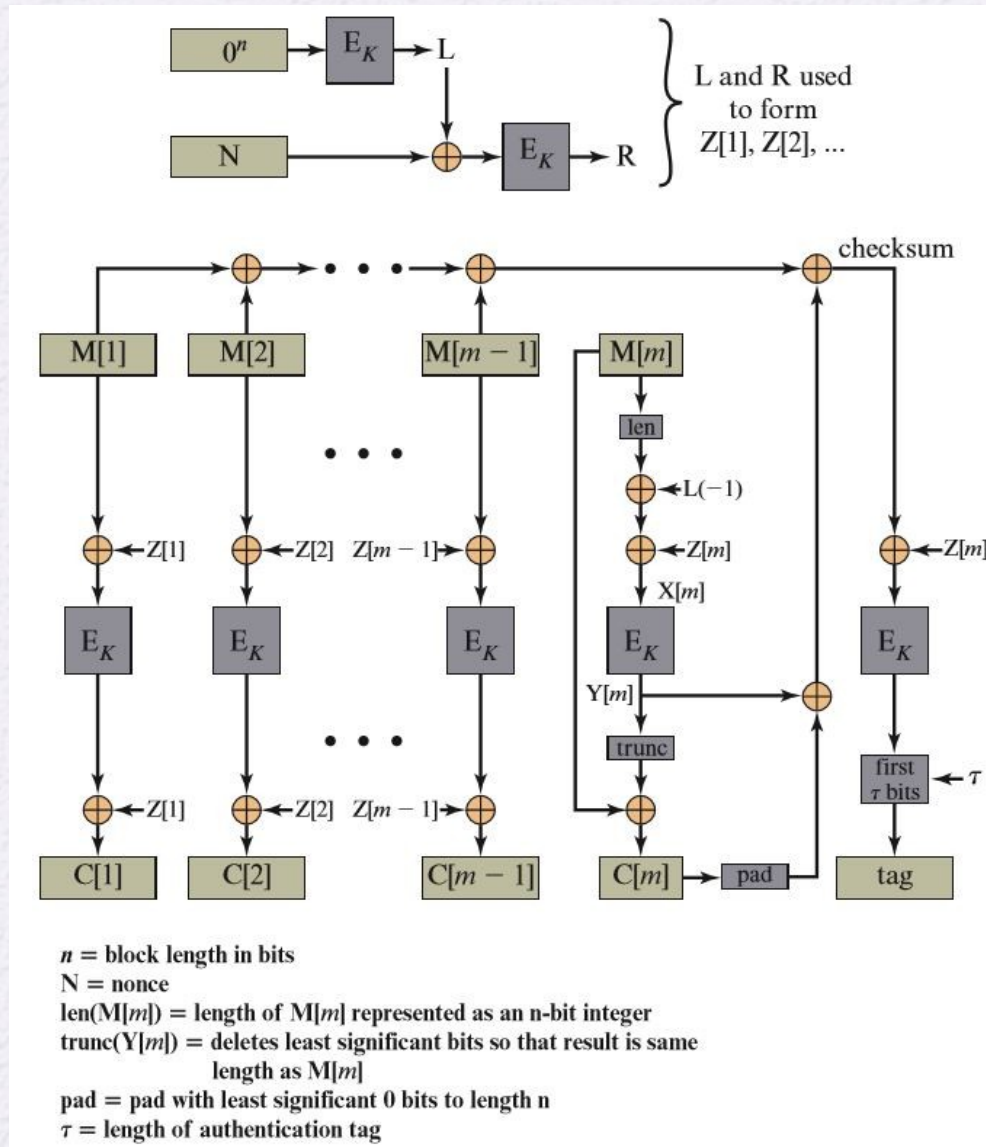 0ⁿ
E_K
L
N
E_K
R
L and R used
to form
Z[1], Z[2], ...
checksum
M[1]
M[2]
M[m − 1]
M[m]
len
L(−1)
Z[1]
Z[2]
Z[m − 1]
Z[m]
Z[m]
X[m]
E_K
E_K
E_K
E_K
E_K
Y[m]
trunc
first
τ bits
τ
Z[1]
Z[2]
Z[m − 1]
C[1]
C[2]
C[m − 1]
C[m]
pad
tag
n = block length in bits
N = nonce
len(M[m]) = length of M[m] represented as an n-bit integer
trunc(Y[m]) = deletes least significant bits so that result is same
length as M[m]
pad = pad with least significant 0 bits to length n
τ = length of authentication tag